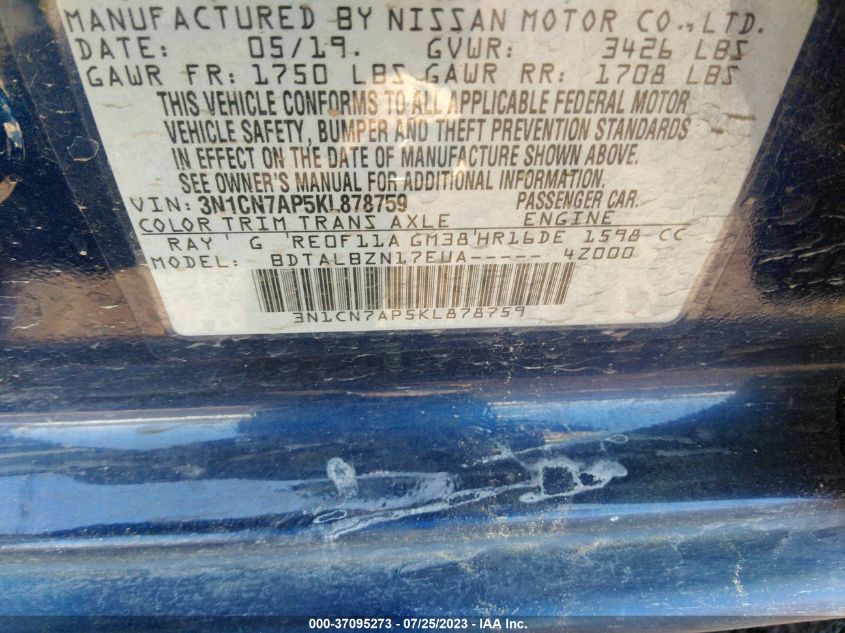 MANUFACTURED BY NISSAN MOTOR CO., LTD.
DATE: 05/19. GVWR: 3426 LBS
GAWR FR: 1750 LBS GAWR RR: 1708 LBS
THIS VEHICLE CONFORMS TO ALL APPLICABLE FEDERAL MOTOR
VEHICLE SAFETY, BUMPER AND THEFT PREVENTION STANDARDS
IN EFFECT ON THE DATE OF MANUFACTURE SHOWN ABOVE.
SEE OWNER'S MANUAL FOR ADDITIONAL INFORMATION.
VIN: 3N1CN7AP5KL878759 PASSENGER CAR.
COLOR TRIM TRANS AXLE ENGINE
RAY G RE0F11A GM38 HR16DE 1598 CC
MODEL: BDTALBZN17EUA----- 4Z000
3N1CN7AP5KL878759
000-37095273 - 07/25/2023 - © IAA Inc.